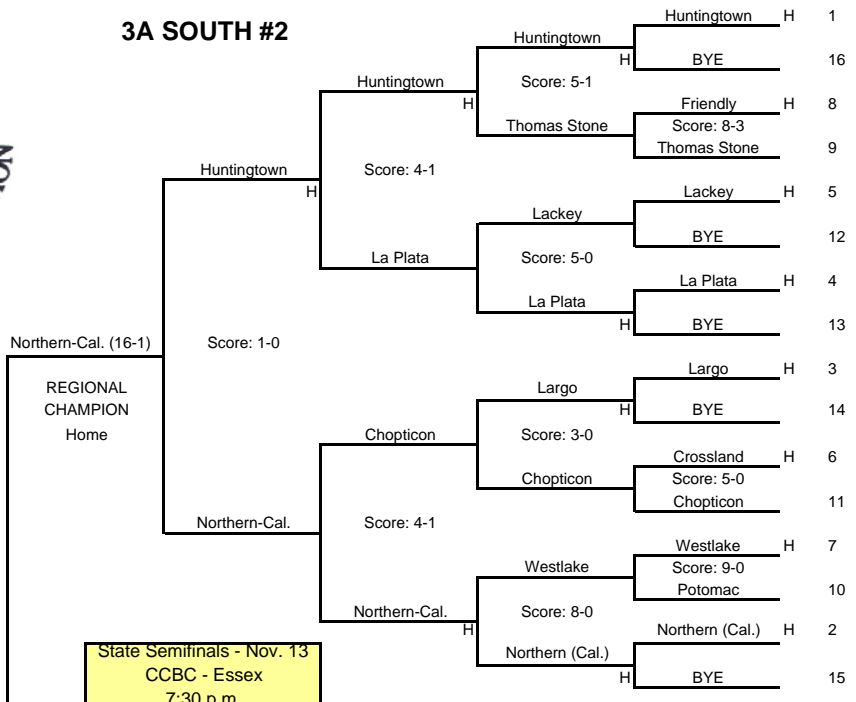 3A SOUTH #2
Huntingtown H 1
Huntingtown
H BYE 16
Huntingtown Score: 5-1
H Friendly H 8
Thomas Stone Score: 8-3
Thomas Stone 9
Huntingtown Score: 4-1
H Lackey H 5
Lackey
BYE 12
La Plata Score: 5-0
La Plata H 4
La Plata
H BYE 13
Northern-Cal. (16-1) Score: 1-0
REGIONAL
CHAMPION
Home
Largo H 3
Largo
H BYE 14
Chopticon Score: 3-0
Crossland H 6
Chopticon Score: 5-0
Chopticon 11
Northern-Cal. Score: 4-1
Westlake H 7
Westlake Score: 9-0
Potomac 10
Northern-Cal. Score: 8-0
H Northern (Cal.) H 2
Northern (Cal.)
H BYE 15
State Semifinals - Nov. 13
CCBC - Essex
7:30 p.m.